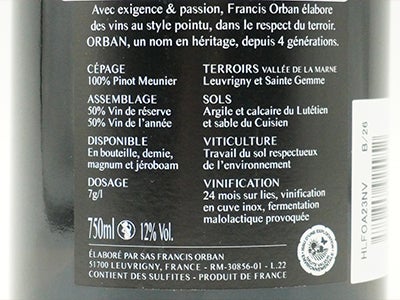 Avec exigence & passion, Francis Orban élabore
des vins au style pointu, dans le respect du terroir.
ORBAN, un nom en héritage, depuis 4 générations.
CÉPAGE
100% Pinot Meunier
ASSEMBLAGE
50% Vin de réserve
50% Vin de l'année
DISPONIBLE
En bouteille, demie,
magnum et jéroboam
DOSAGE
7g/l
750ml ℮ 12% Vol.
TERROIRS VALLÉE DE LA MARNE
Leuvrigny et Sainte Gemme
SOLS
Argile et calcaire du Lutétien
et sable du Cuisien
VITICULTURE
Travail du sol respectueux
de l'environnement
VINIFICATION
24 mois sur lies, vinification
en cuve inox, fermentation
malolactique provoquée
ÉLABORÉ PAR SAS FRANCIS ORBAN
51700 LEUVRIGNY, FRANCE - RM-30856-01 - L.22
CONTIENT DES SULFITES - PRODUIT DE FRANCE
B/26
HLFOA23NV